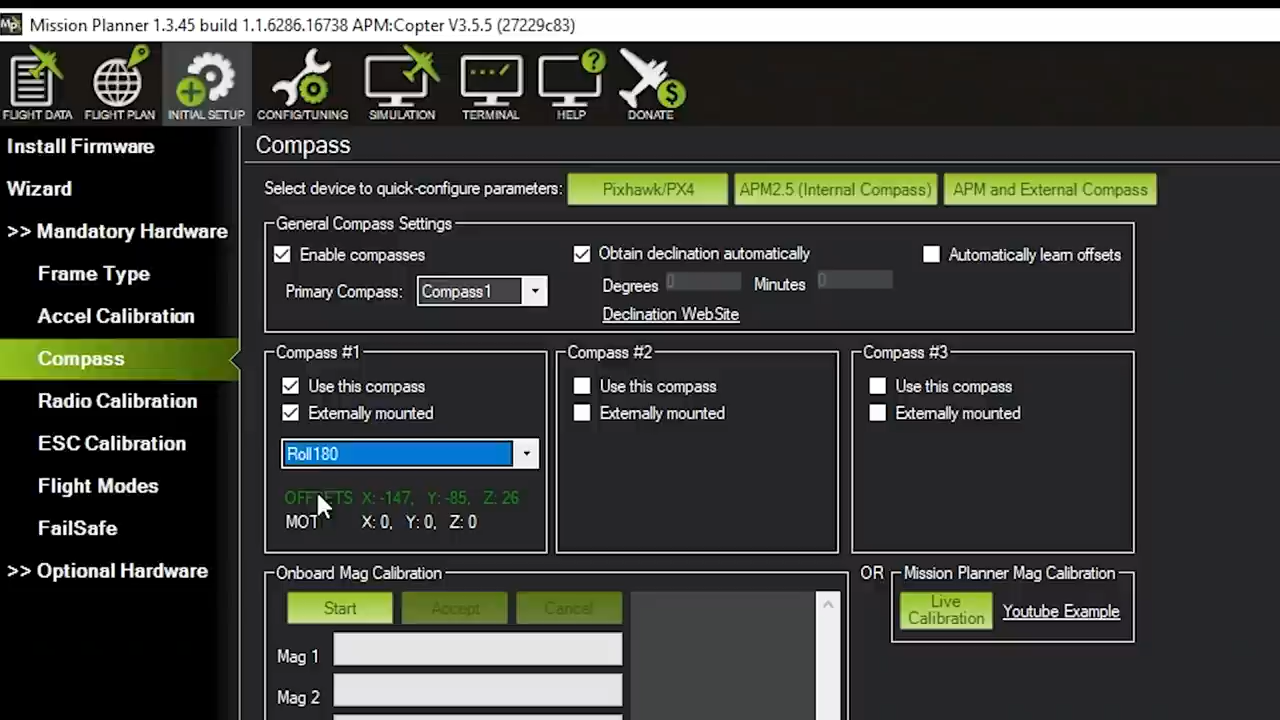 Mission Planner 1.3.45 build 1.1.6286.16738 APM:Copter V3.5.5 (27229c83)
FLIGHT DATA FLIGHT PLAN INITIAL SETUP CONFIG/TUNING SIMULATION TERMINAL HELP DONATE
Install Firmware
Wizard
>> Mandatory Hardware
Frame Type
Accel Calibration
Compass
Radio Calibration
ESC Calibration
Flight Modes
FailSafe
>> Optional Hardware
Compass
Select device to quick-configure parameters: Pixhawk/PX4 APM2.5 (Internal Compass) APM and External Compass
General Compass Settings
Enable compasses Obtain declination automatically Automatically learn offsets
Primary Compass: Compass1 Degrees 0 Minutes 0
Declination WebSite
Compass #1
Use this compass
Externally mounted
Roll180
OFFSETS X: -147, Y: -85, Z: 26
MOT X: 0, Y: 0, Z: 0
Compass #2
Use this compass
Externally mounted
Compass #3
Use this compass
Externally mounted
Onboard Mag Calibration
Start Accept Cancel
Mag 1
Mag 2
OR
Mission Planner Mag Calibration
Live
Calibration
Youtube Example